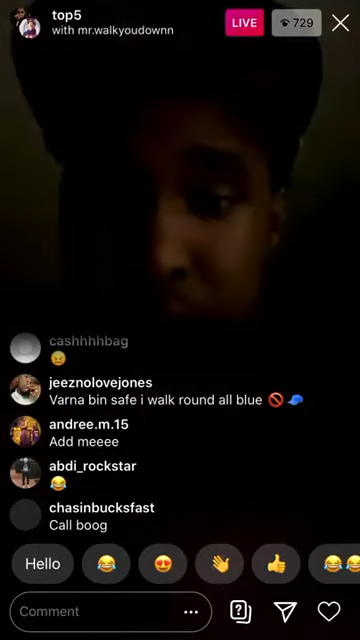 top5
with mr.walkyoudownn
LIVE
729
cashhhhbag
😡
jeeznolovejones
Varna bin safe i walk round all blue 🚫🧢
andree.m.15
Add meeee
abdi_rockstar
😂
chasinbucksfast
Call boog
Hello 😂 😍 👋 👍 😂😂
Comment